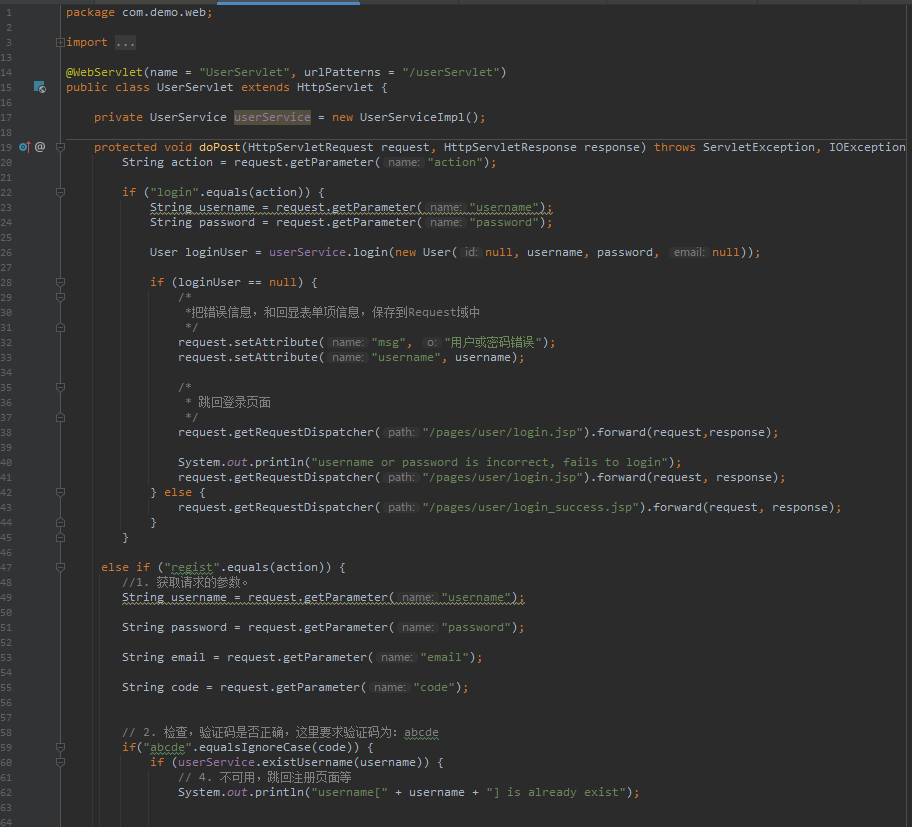 1 package com.demo.web;
2
3 import ...
13
14 @WebServlet(name = "UserServlet", urlPatterns = "/userServlet")
15 public class UserServlet extends HttpServlet {
16
17 private UserService userService = new UserServiceImpl();
18
19 @ protected void doPost(HttpServletRequest request, HttpServletResponse response) throws ServletException, IOException
20 String action = request.getParameter( name: "action");
21
22 if ("login".equals(action)) {
23 String username = request.getParameter( name: "username");
24 String password = request.getParameter( name: "password");
25
26 User loginUser = userService.login(new User( id: null, username, password, email: null));
27
28 if (loginUser == null) {
29 /*
30 *把错误信息，和回显表单项信息，保存到Request域中
31 */
32 request.setAttribute( name: "msg", o: "用户或密码错误");
33 request.setAttribute( name: "username", username);
34
35 /*
36 * 跳回登录页面
37 */
38 request.getRequestDispatcher( path: "/pages/user/login.jsp").forward(request,response);
39
40 System.out.println("username or password is incorrect, fails to login");
41 request.getRequestDispatcher( path: "/pages/user/login.jsp").forward(request, response);
42 } else {
43 request.getRequestDispatcher( path: "/pages/user/login_success.jsp").forward(request, response);
44 }
45 }
46
47 else if ("regist".equals(action)) {
48 //1. 获取请求的参数。
49 String username = request.getParameter( name: "username");
50
51 String password = request.getParameter( name: "password");
52
53 String email = request.getParameter( name: "email");
54
55 String code = request.getParameter( name: "code");
56
57
58 // 2. 检查，验证码是否正确，这里要求验证码为：abcde
59 if("abcde".equalsIgnoreCase(code)) {
60 if (userService.existUsername(username)) {
61 // 4. 不可用，跳回注册页面等
62 System.out.println("username[" + username + "] is already exist");
63
64